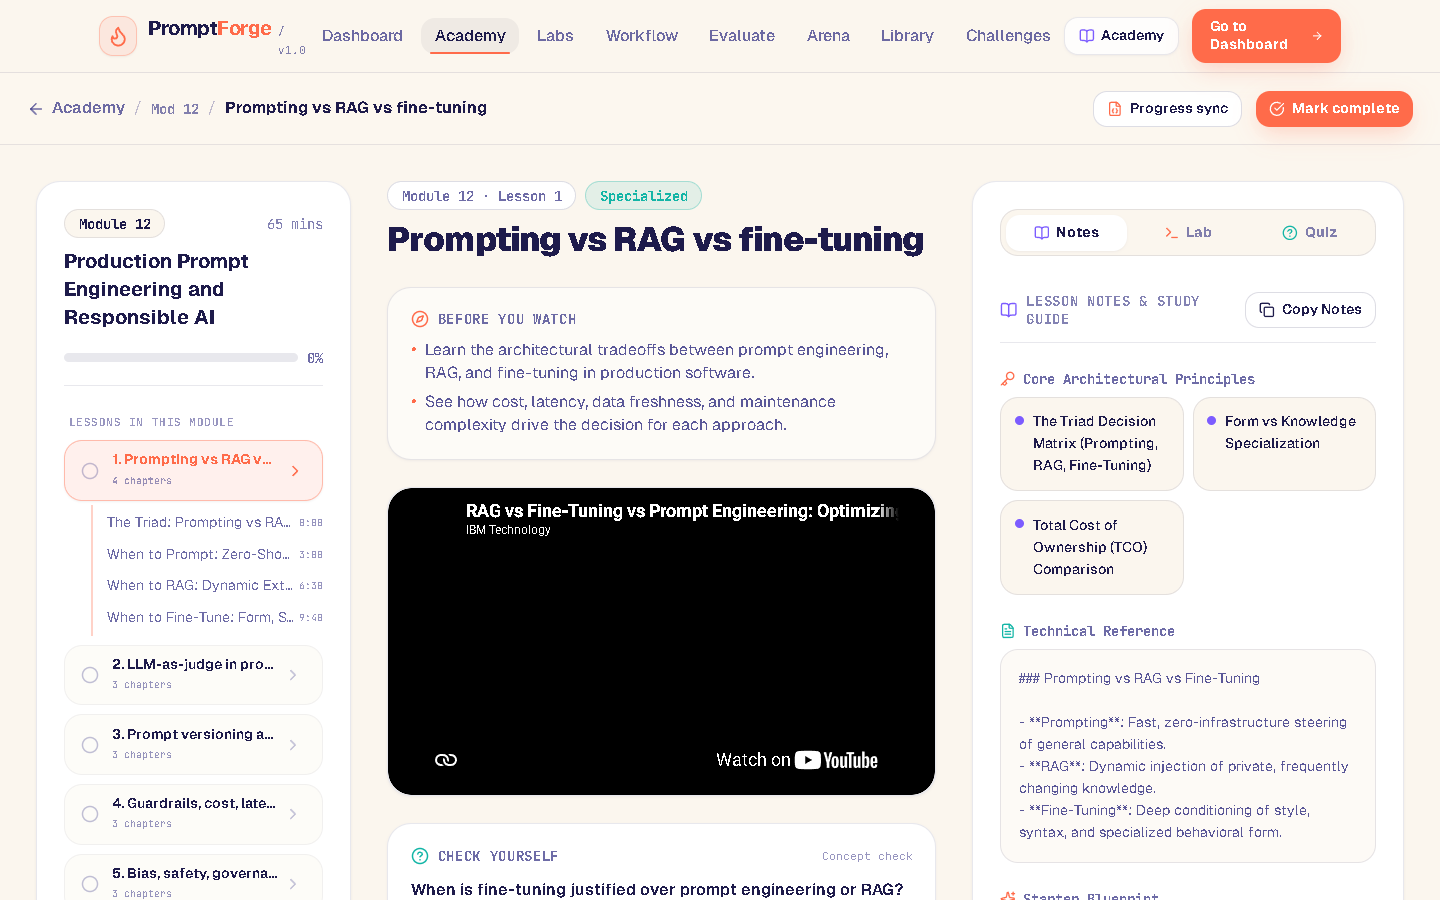 PromptForge / v1.0
Dashboard
Academy
Labs
Workflow
Evaluate
Arena
Library
Challenges
Academy
Go to Dashboard →
← Academy / Mod 12 / Prompting vs RAG vs fine-tuning
Progress sync
Mark complete
Module 12
65 mins
Production Prompt
Engineering and
Responsible AI
0%
LESSONS IN THIS MODULE
1. Prompting vs RAG v...
4 chapters
The Triad: Prompting vs RA... 0:00
When to Prompt: Zero-Sho... 3:00
When to RAG: Dynamic Ext... 6:30
When to Fine-Tune: Form, S... 9:40
2. LLM-as-judge in pro...
3 chapters
3. Prompt versioning a...
3 chapters
4. Guardrails, cost, late...
3 chapters
5. Bias, safety, governa...
3 chapters
Module 12 · Lesson 1
Specialized
Prompting vs RAG vs fine-tuning
BEFORE YOU WATCH
• Learn the architectural tradeoffs between prompt engineering,
RAG, and fine-tuning in production software.
• See how cost, latency, data freshness, and maintenance
complexity drive the decision for each approach.
RAG vs Fine-Tuning vs Prompt Engineering: Optimizin
IBM Technology
Watch on YouTube
CHECK YOURSELF
Concept check
When is fine-tuning justified over prompt engineering or RAG?
Notes
Lab
Quiz
LESSON NOTES & STUDY
GUIDE
Copy Notes
Core Architectural Principles
The Triad Decision
Matrix (Prompting,
RAG, Fine-Tuning)
Form vs Knowledge
Specialization
Total Cost of
Ownership (TCO)
Comparison
Technical Reference
### Prompting vs RAG vs Fine-Tuning
- **Prompting**: Fast, zero-infrastructure steering
of general capabilities.
- **RAG**: Dynamic injection of private, frequently
changing knowledge.
- **Fine-Tuning**: Deep conditioning of style,
syntax, and specialized behavioral form.
Starter Blueprint